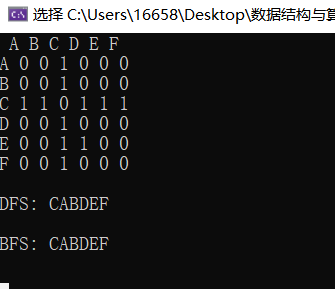 选择 C:\Users\16658\Desktop\数据结构与算
A B C D E F
A 0 0 1 0 0 0
B 0 0 1 0 0 0
C 1 1 0 1 1 1
D 0 0 1 0 0 0
E 0 0 1 1 0 0
F 0 0 1 0 0 0
DFS: CABDEF
BFS: CABDEF